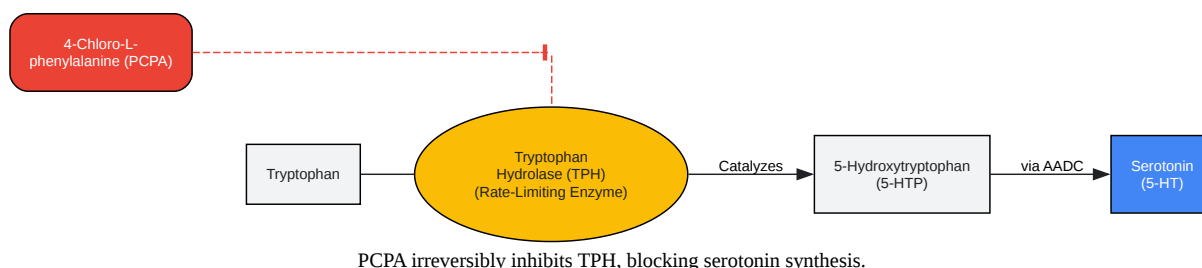 4-Chloro-L-
phenylalanine (PCPA)
Tryptophan
Tryptophan
Hydrolase (TPH)
(Rate-Limiting Enzyme)
Catalyzes
5-Hydroxytryptophan
(5-HTP)
via AADC
Serotonin
(5-HT)
PCPA irreversibly inhibits TPH, blocking serotonin synthesis.